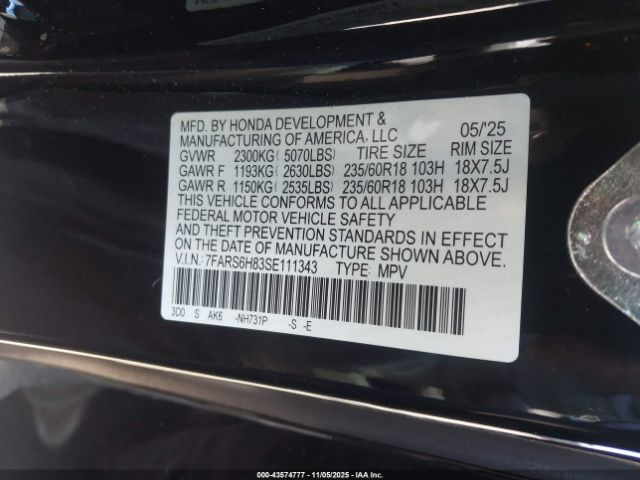 MFD. BY HONDA DEVELOPMENT &
MANUFACTURING OF AMERICA, LLC 05/'25
GVWR 2300KG( 5070LBS) TIRE SIZE RIM SIZE
GAWR F 1193KG( 2630LBS) 235/60R18 103H 18X7.5J
GAWR R 1150KG( 2535LBS) 235/60R18 103H 18X7.5J
THIS VEHICLE CONFORMS TO ALL APPLICABLE
FEDERAL MOTOR VEHICLE SAFETY
AND THEFT PREVENTION STANDARDS IN EFFECT
ON THE DATE OF MANUFACTURE SHOWN ABOVE.
V.I.N.: 7FARS6H83SE111343 TYPE: MPV
3D0 S AK6 -NH731P -S -E
000-43574777 - 11/05/2025 - IAA Inc.